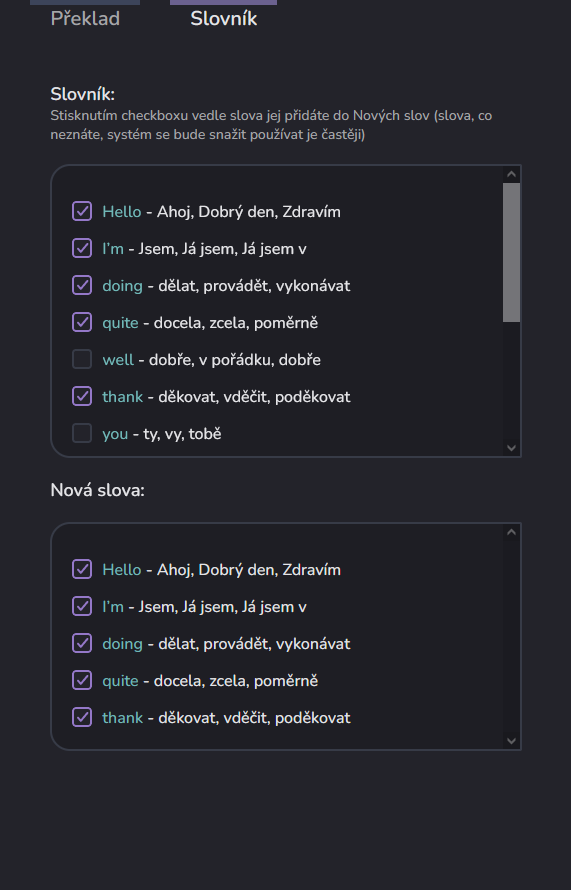 Překlad Slovník
Slovník:
Stisknutím checkboxu vedle slova jej přidáte do Nových slov (slova, co
neznáte, systém se bude snažit používat je častěji)
Hello - Ahoj, Dobrý den, Zdravím
I'm - Jsem, Já jsem, Já jsem v
doing - dělat, provádět, vykonávat
quite - docela, zcela, poměrně
well - dobře, v pořádku, dobře
thank - děkovat, vděčit, poděkovat
you - ty, vy, tobě
Nová slova:
Hello - Ahoj, Dobrý den, Zdravím
I'm - Jsem, Já jsem, Já jsem v
doing - dělat, provádět, vykonávat
quite - docela, zcela, poměrně
thank - děkovat, vděčit, poděkovat